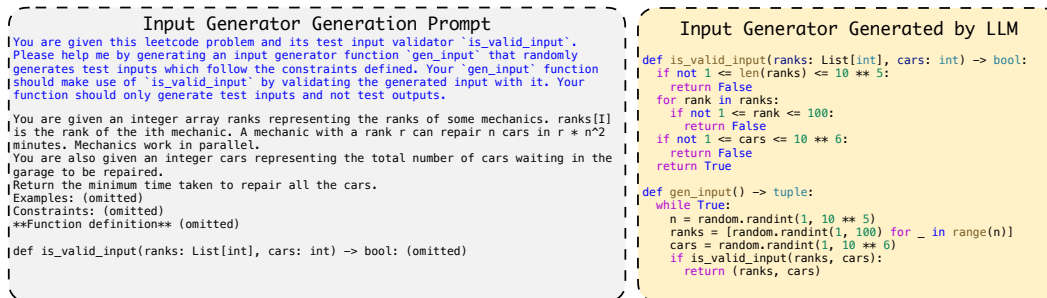 Input Generator Generation Prompt
You are given this leetcode problem and its test input validator `is_valid_input`.
Please help me by generating an input generator function `gen_input` that randomly
generates test inputs which follow the constraints defined. Your `gen_input` function
should make use of `is_valid_input` by validating the generated input with it. Your
function should only generate test inputs and not test outputs.
You are given an integer array ranks representing the ranks of some mechanics. ranks[I]
is the rank of the ith mechanic. A mechanic with a rank r can repair n cars in r * n^2
minutes. Mechanics work in parallel.
You are also given an integer cars representing the total number of cars waiting in the
garage to be repaired.
Return the minimum time taken to repair all the cars.
Examples: (omitted)
Constraints: (omitted)
**Function definition** (omitted)
def is_valid_input(ranks: List[int], cars: int) -> bool: (omitted)
Input Generator Generated by LLM
def is_valid_input(ranks: List[int], cars: int) -> bool:
  if not 1 <= len(ranks) <= 10 ** 5:
    return False
  for rank in ranks:
    if not 1 <= rank <= 100:
      return False
  if not 1 <= cars <= 10 ** 6:
    return False
  return True
def gen_input() -> tuple:
  while True:
    n = random.randint(1, 10 ** 5)
    ranks = [random.randint(1, 100) for _ in range(n)]
    cars = random.randint(1, 10 ** 6)
    if is_valid_input(ranks, cars):
      return (ranks, cars)